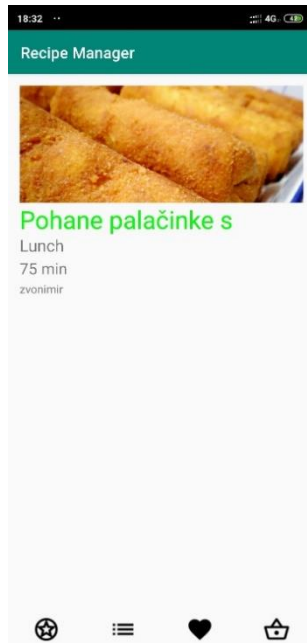 18:32
4G
Recipe Manager
Pohane palačinke s
Lunch
75 min
zvonimir